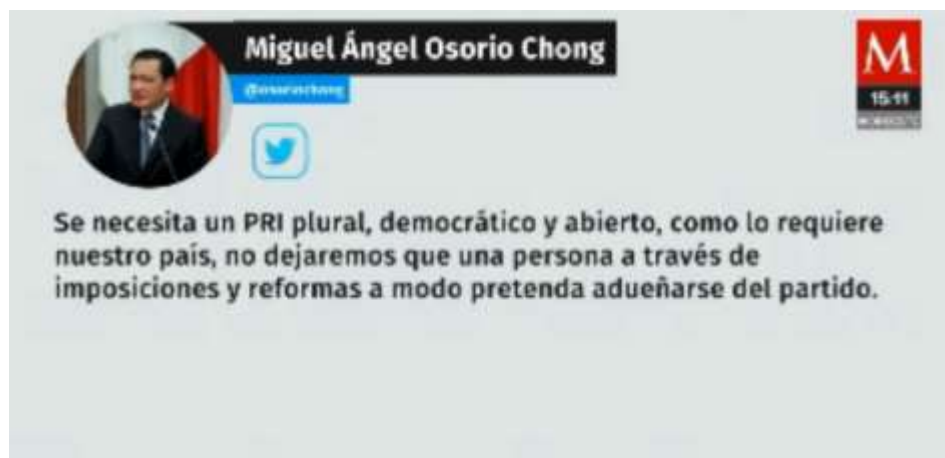 Miguel Ángel Osorio Chong
@osoriochong
M
15:11
Se necesita un PRI plural, democrático y abierto, como lo requiere
nuestro país, no dejaremos que una persona a través de
imposiciones y reformas a modo pretenda adueñarse del partido.